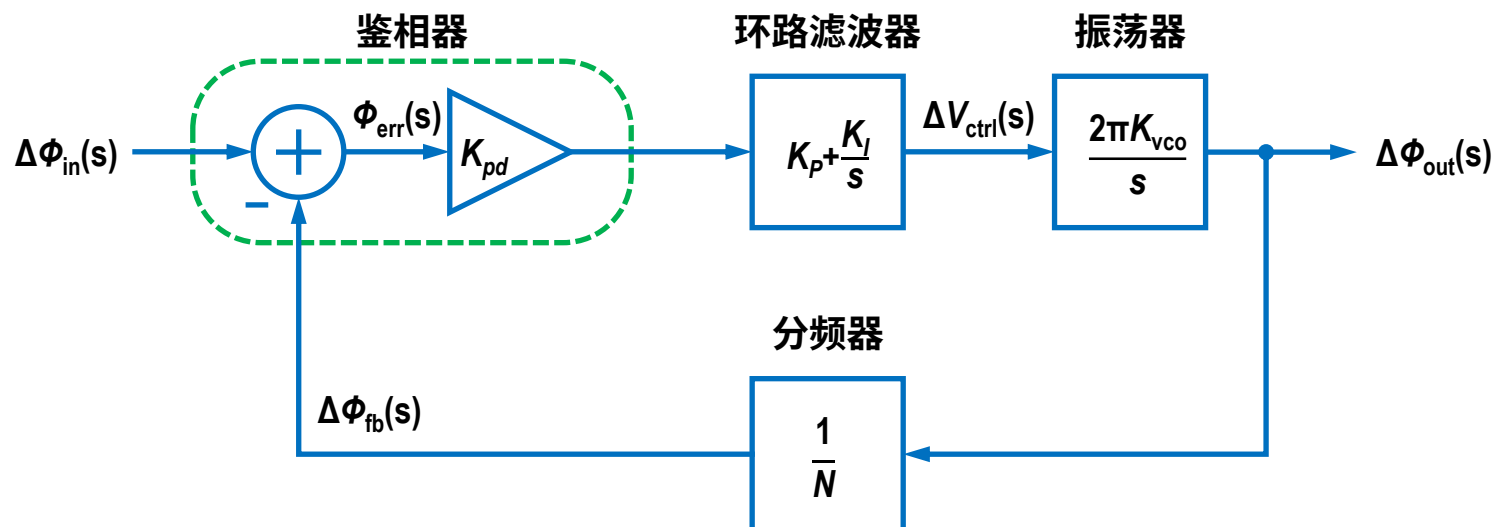 鉴相器
环路滤波器
振荡器
ΔΦin(s)
+
−
Φerr(s)
Kpd
KP+KI/s
ΔVctrl(s)
2πKvco/s
ΔΦout(s)
分频器
ΔΦfb(s)
1/N